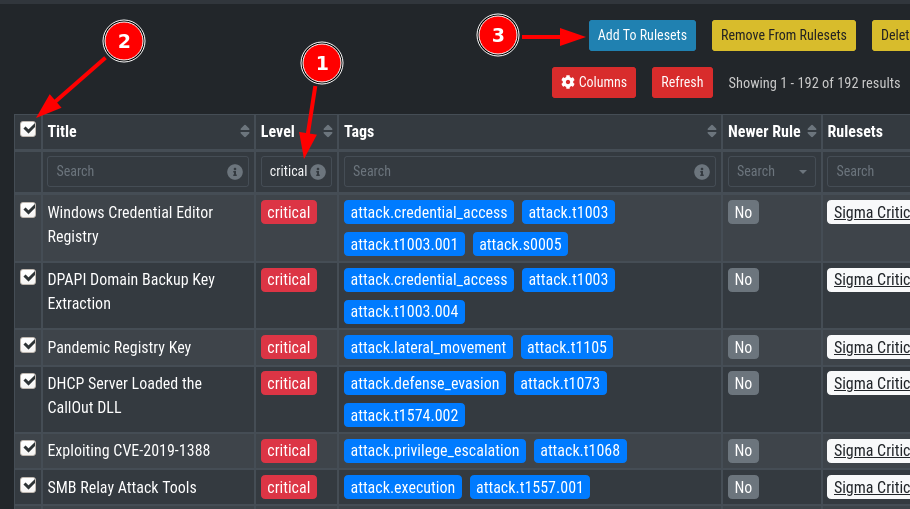 3
Add To Rulesets
Remove From Rulesets
Delet
2
1
Columns
Refresh
Showing 1 - 192 of 192 results
Title
Level
Tags
Newer Rule
Rulesets
Search
critical
Search
Search
Search
Windows Credential Editor
Registry
critical
attack.credential_access attack.t1003
attack.t1003.001 attack.s0005
No
Sigma Critic
DPAPI Domain Backup Key
Extraction
critical
attack.credential_access attack.t1003
attack.t1003.004
No
Sigma Critic
Pandemic Registry Key
critical
attack.lateral_movement attack.t1105
No
Sigma Critic
DHCP Server Loaded the
CallOut DLL
critical
attack.defense_evasion attack.t1073
attack.t1574.002
No
Sigma Critic
Exploiting CVE-2019-1388
critical
attack.privilege_escalation attack.t1068
No
Sigma Critic
SMB Relay Attack Tools
critical
attack.execution attack.t1557.001
No
Sigma Critic